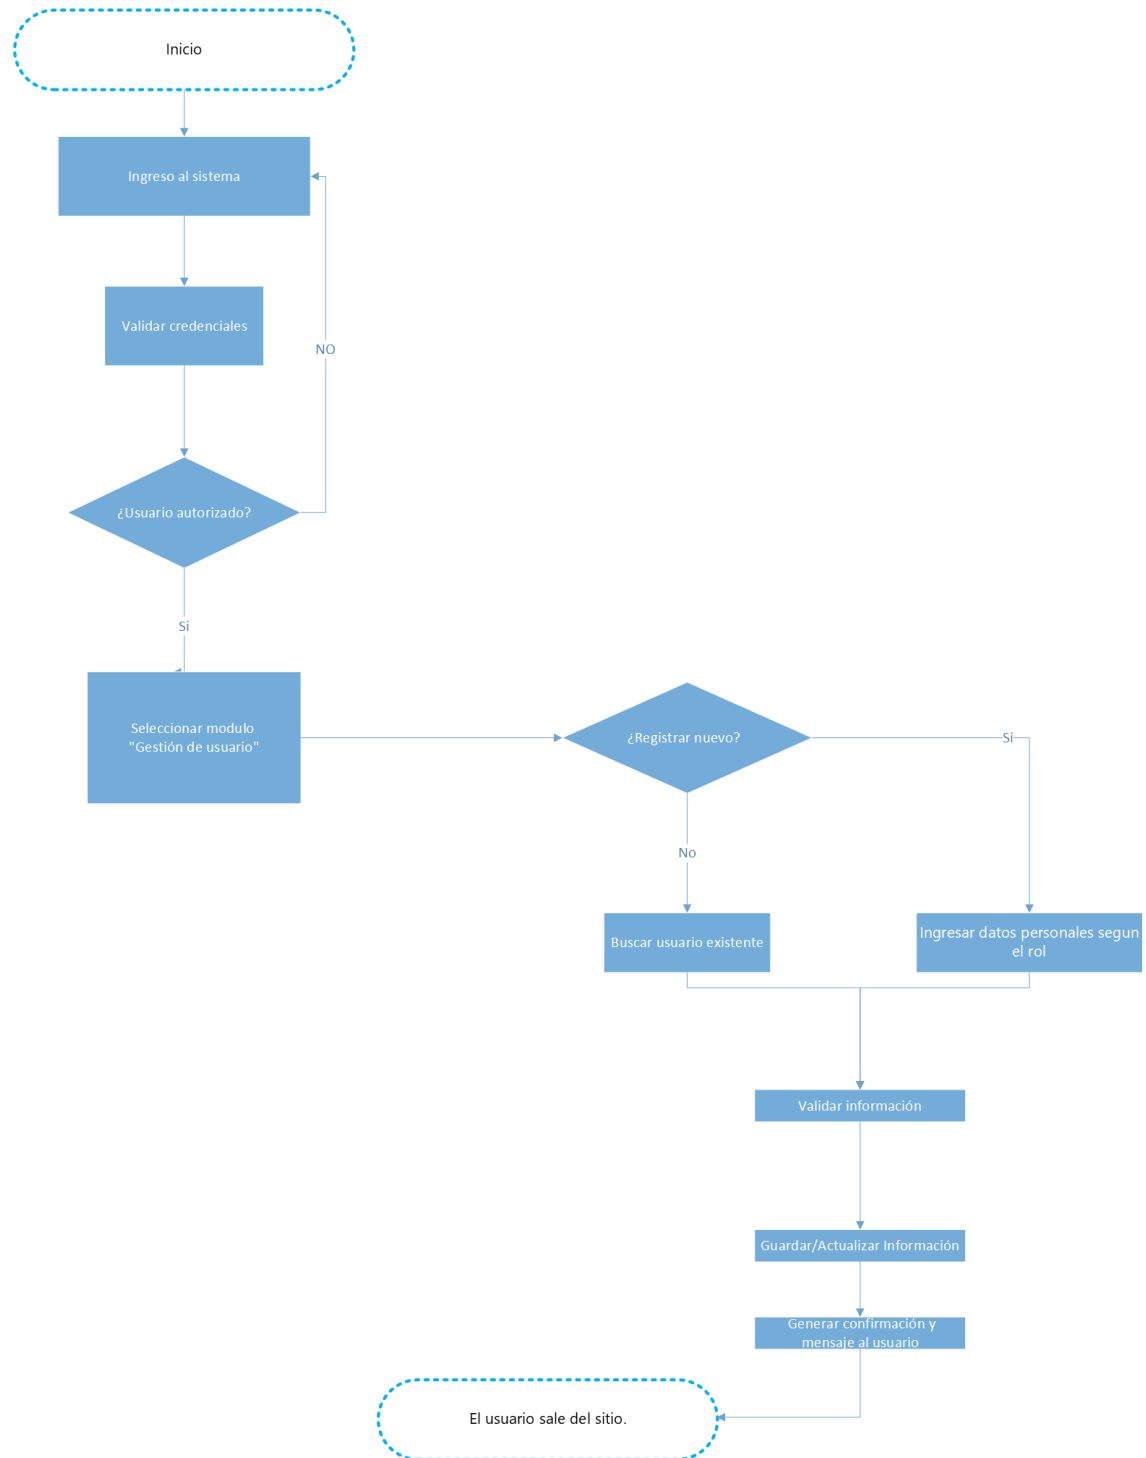 Inicio
Ingreso al sistema
Validar credenciales
NO
¿Usuario autorizado?
Si
Seleccionar modulo
"Gestión de usuario"
¿Registrar nuevo?
Si
No
Buscar usuario existente
Ingresar datos personales segun
el rol
Validar información
Guardar/Actualizar Información
Generar confirmación y
mensaje al usuario
El usuario sale del sitio.